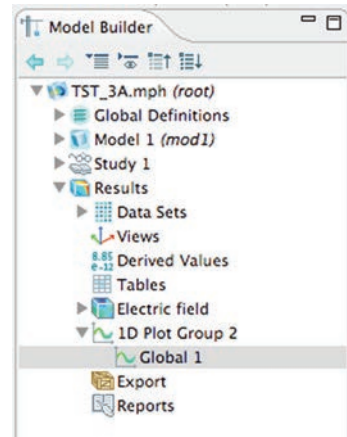 Model Builder
TST_3A.mph (root)
Global Definitions
Model 1 (mod1)
Study 1
Results
Data Sets
Views
8.85
e-12 Derived Values
Tables
Electric field
1D Plot Group 2
Global 1
Export
Reports